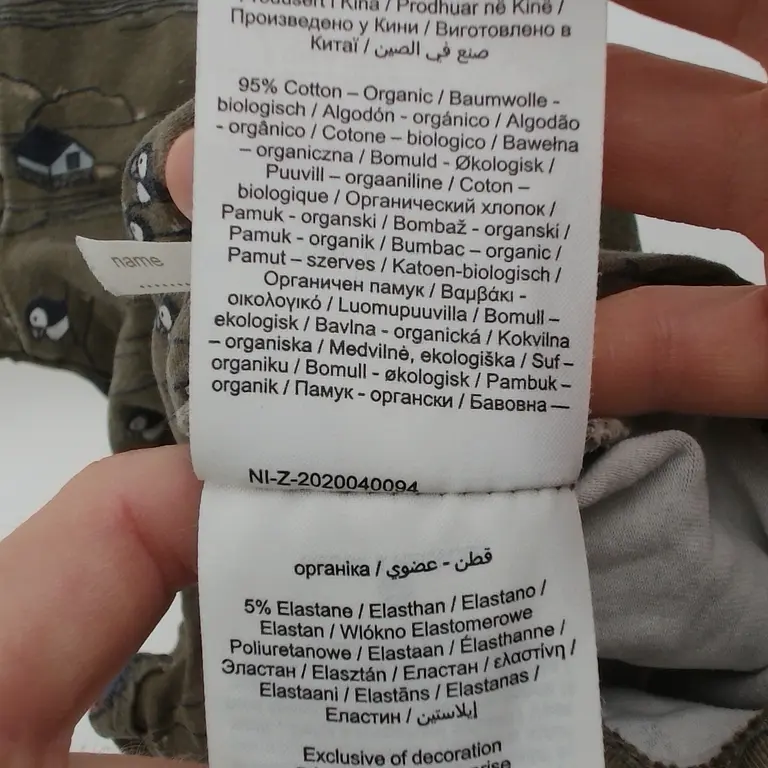 Produsert i Kina / Prodhuar në Kinë /
Произведено у Кини / Виготовлено в
Китаї / صنع في الصين
95% Cotton – Organic / Baumwolle -
biologisch / Algodón - orgánico / Algodão
- orgânico / Cotone – biologico / Bawełna
– organiczna / Bomuld - Økologisk /
Puuvill – orgaaniline / Coton –
biologique / Органический хлопок /
Pamuk - organski / Bombaž - organski /
Pamuk - organik / Bumbac – organic /
Pamut – szerves / Katoen-biologisch /
Органичен памук / Βαμβάκι -
οικολογικό / Luomupuuvilla / Bomull –
ekologisk / Bavlna - organická / Kokvilna
– organiska / Medvilnė, ekologiška / Suf –
organiku / Bomull - økologisk / Pambuk –
organik / Памук - органски / Бавовна —
name
NI-Z-2020040094
органіка / قطن - عضوي
5% Elastane / Elasthan / Elastano /
Elastan / Wlókno Elastomerowe
Poliuretanowe / Elastaan / Élasthanne /
Эластан / Elasztán / Еластан / ελαστίνη /
Elastaani / Elastāns / Elastanas /
Еластин / إيلاستين
Exclusive of decoration